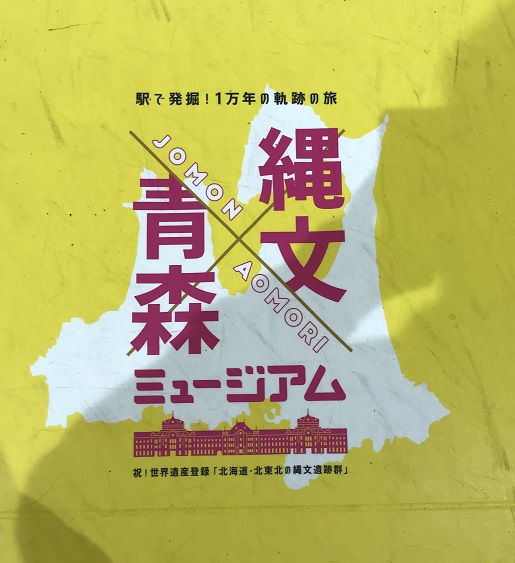 駅で発掘！1万年の軌跡の旅
縄文
JOMON
×
AOMORI
青森
ミュージアム
祝！世界遺産登録「北海道・北東北の縄文遺跡群」